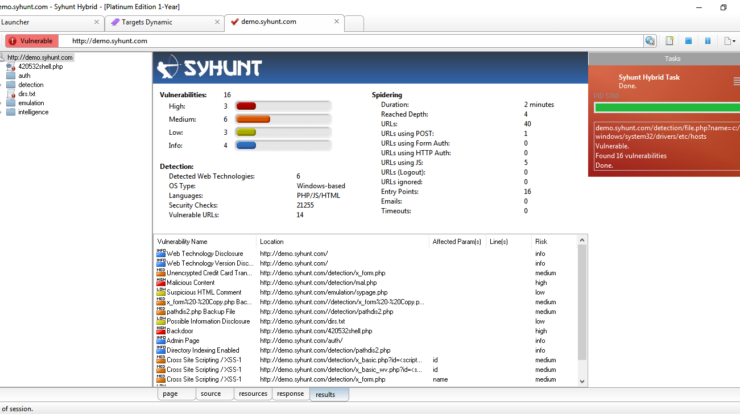 emo.syhunt.com - Syhunt Hybrid - [Platinum Edition 1-Year]
Launcher
Targets Dynamic
demo.syhunt.com
Vulnerable
http://demo.syhunt.com
http://demo.syhunt.com
420532shell.php
auth
detection
dirs.txt
emulation
intelligence
SYHUNT
Vulnerabilities: 16
High: 3
Medium: 6
Low: 3
Info: 4
Detection:
Detected Web Technologies: 6
OS Type: Windows-based
Languages: PHP/JS/HTML
Security Checks: 21255
Vulnerable URLs: 14
Spidering
Duration: 2 minutes
Reached Depth: 4
URLs: 40
URLs using POST: 1
URLs using Form Auth: 0
URLs using HTTP Auth: 0
URLs using JS: 5
URLs (Logout): 0
URLs ignored: 0
Entry Points: 16
Emails: 0
Timeouts: 0
Tasks
Syhunt Hybrid Task
Done.
demo.syhunt.com/detection/file.php?name=c:/
windows/system32/drivers/etc/hosts
Vulnerable.
Found 16 vulnerabilities
Done.
Vulnerability Name Location Affected Param(s) Line(s) Risk
INFO Web Technology Disclosure http://demo.syhunt.com/ info
INFO Web Technology Version Disc... http://demo.syhunt.com/ info
MED Unencrypted Credit Card Tran... http://demo.syhunt.com/detection/x_form.php medium
HIGH Malicious Content http://demo.syhunt.com/detection/mal.php high
LOW Suspicious HTML Comment http://demo.syhunt.com/emulation/sypage.php low
MED x_form%20-%20Copy.php Bac... http://demo.syhunt.com//detection/x_form%20-%20Copy.p... medium
MED pathdis2.php Backup File http://demo.syhunt.com//detection/pathdis2.php medium
LOW Possible Information Disclosure http://demo.syhunt.com/dirs.txt low
HIGH Backdoor http://demo.syhunt.com/420532shell.php high
INFO Admin Page http://demo.syhunt.com/auth/ info
INFO Directory Indexing Enabled http://demo.syhunt.com/detection/pathdis2.php info
MED Cross Site Scripting / XSS-1 http://demo.syhunt.com/detection/x_basic.php?id=<script... id medium
MED Cross Site Scripting / XSS-1 http://demo.syhunt.com/detection/x_basic_wv.php?id=<... id medium
MED Cross Site Scripting / XSS-1 http://demo.syhunt.com/detection/x_form.php name medium
page source resources response results
of session.